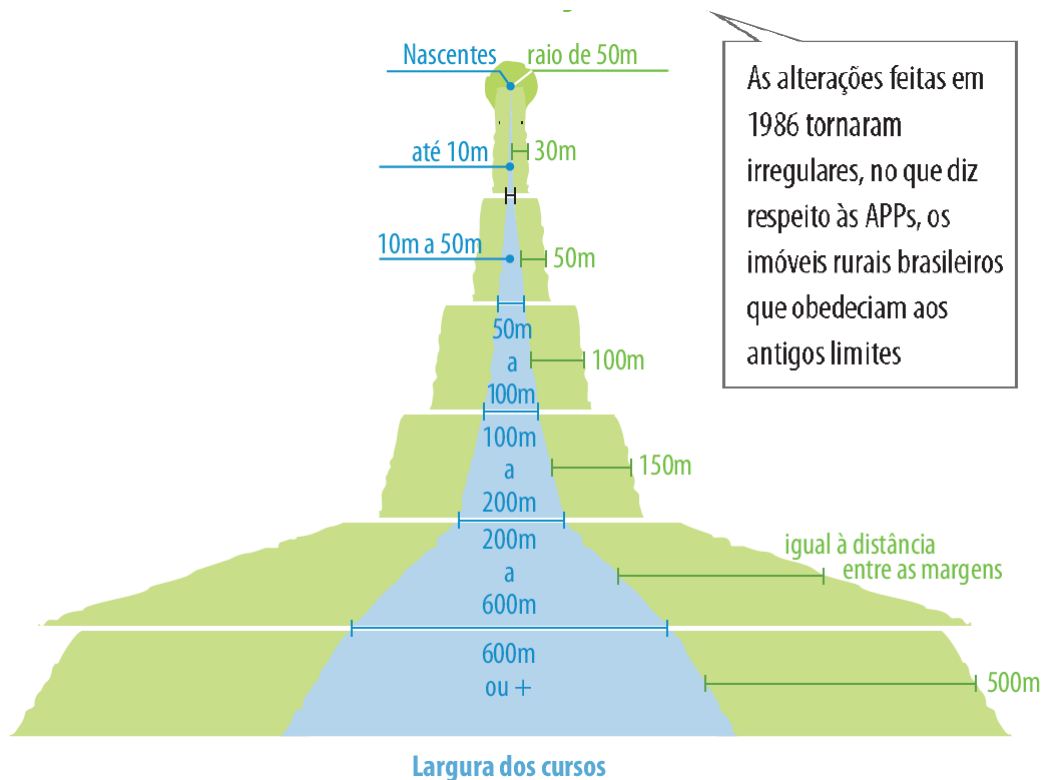 Nascentes
raio de 50m
até 10m
30m
10m a 50m
50m
50m
a
100m
100m
100m
a
200m
150m
200m
a
600m
igual à distância
entre as margens
600m
ou +
500m
Largura dos cursos
As alterações feitas em
1986 tornaram
irregulares, no que diz
respeito às APPs, os
imóveis rurais brasileiros
que obedeciam aos
antigos limites